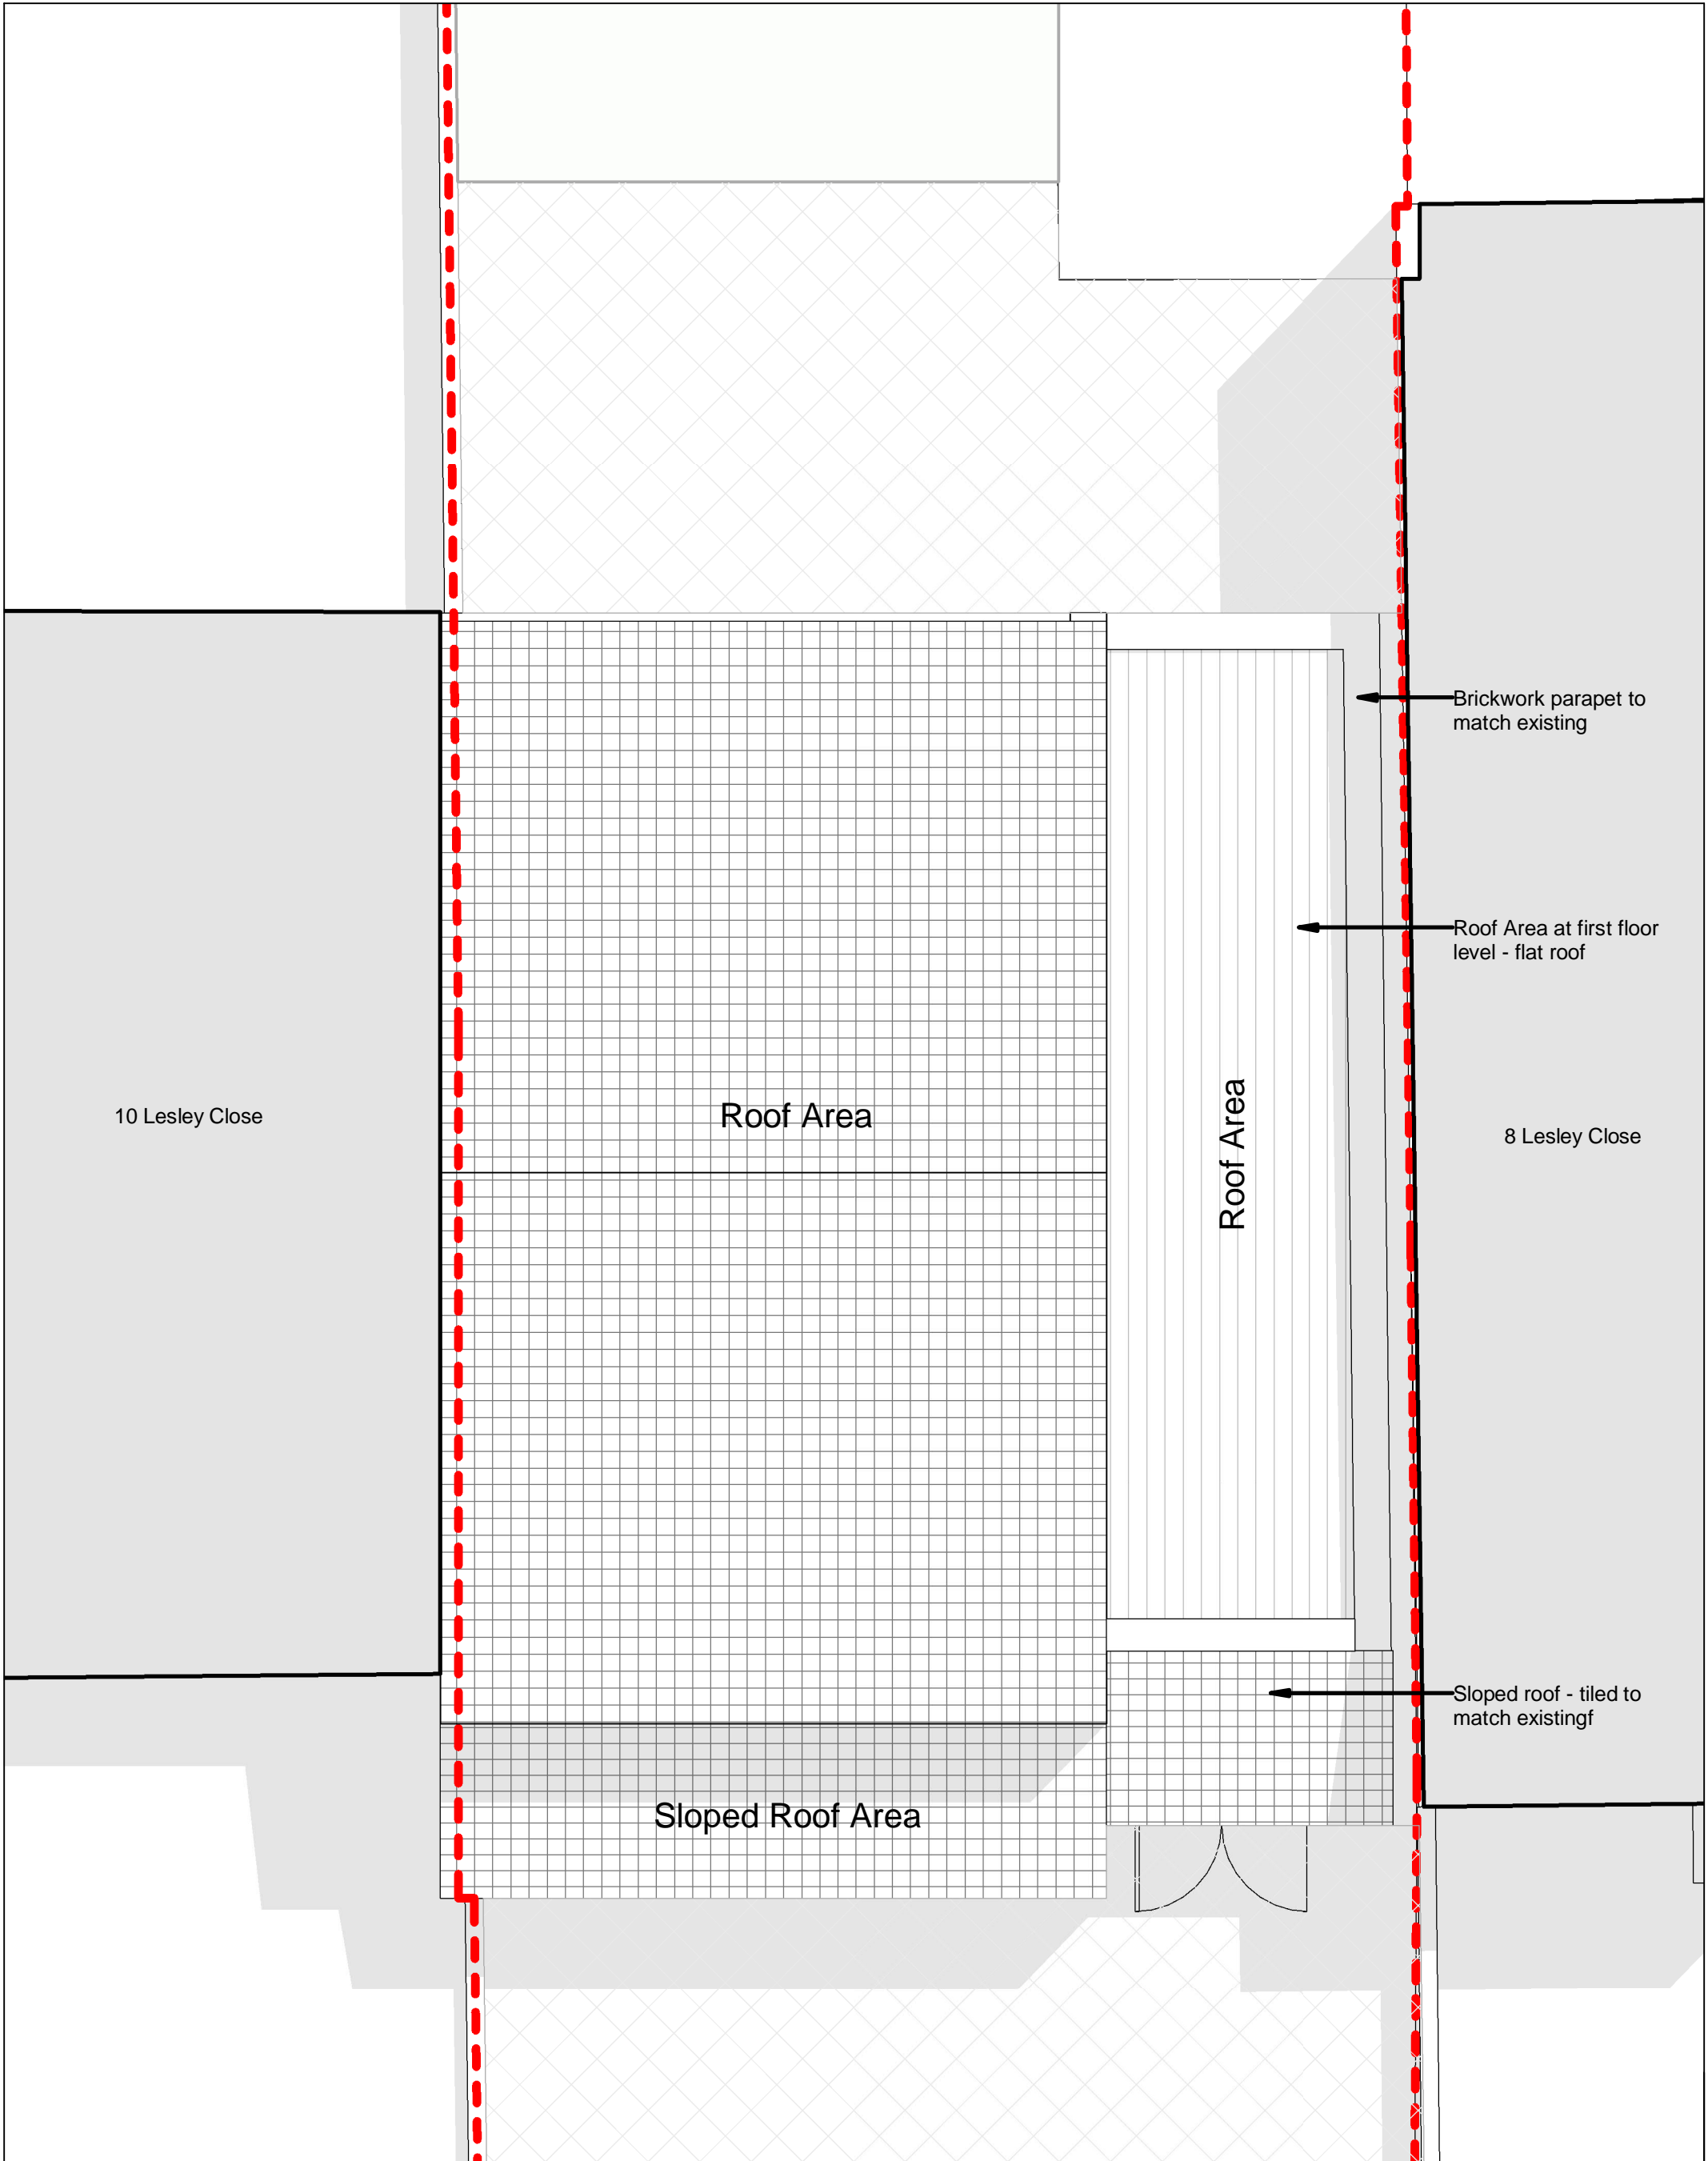 Brickwork parapet to
match existing
Roof Area at first floor
level - flat roof
10 Lesley Close
Roof Area
Roof Area
8 Lesley Close
Sloped roof - tiled to
match existingf
Sloped Roof Area